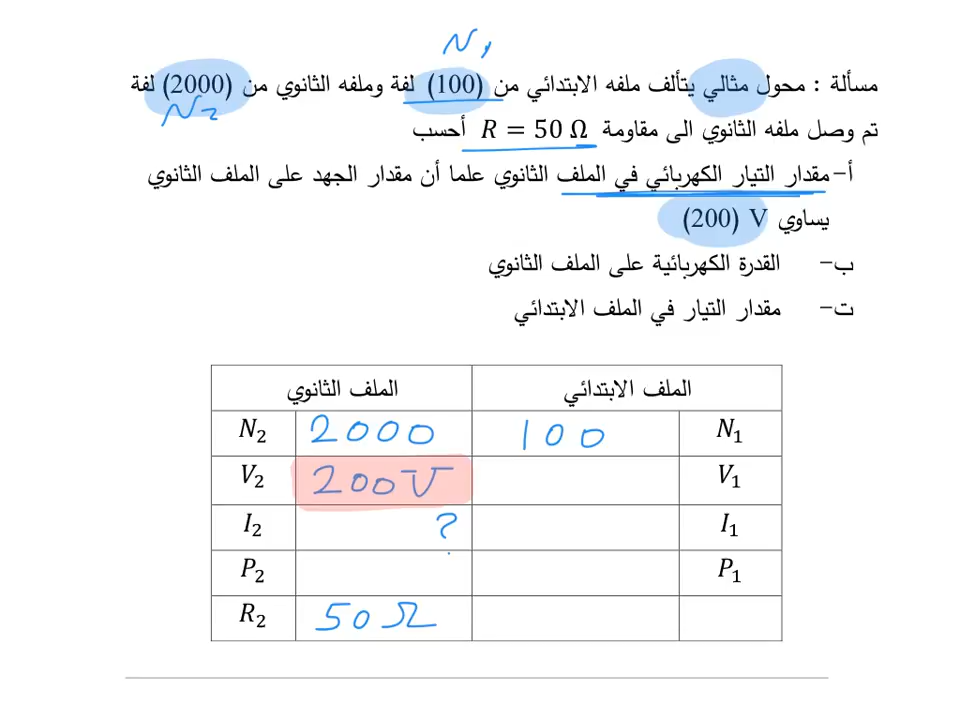 N₁
مسألة : محول مثالي يتألف ملفه الابتدائي من (100) لفة وملفه الثانوي من (2000) لفة
N₂
تم وصل ملفه الثانوي الى مقاومة R = 50 Ω أحسب
أ- مقدار التيار الكهربائي في الملف الثانوي علما أن مقدار الجهد على الملف الثانوي
يساوي (200) V
ب- القدرة الكهربائية على الملف الثانوي
ت- مقدار التيار في الملف الابتدائي
الملف الابتدائي الملف الثانوي
N₁ 100 2000 N₂
V₁ 200 V V₂
I₁ ? I₂
P₁ P₂
50 Ω R₂